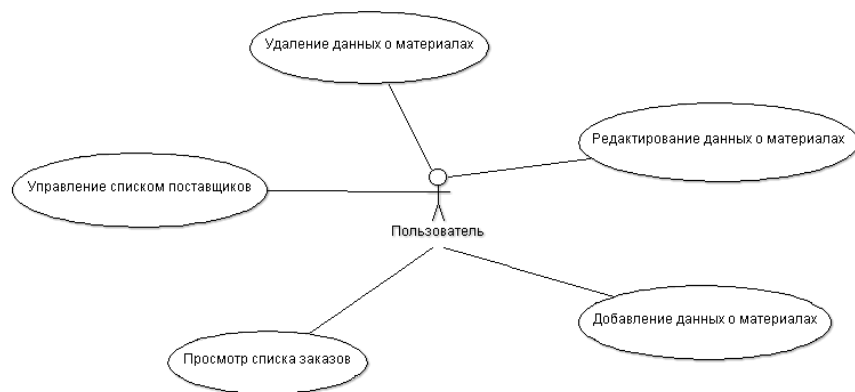 Удаление данных о материалах
Редактирование данных о материалах
Управление списком поставщиков
Пользователь
Добавление данных о материалах
Просмотр списка заказов